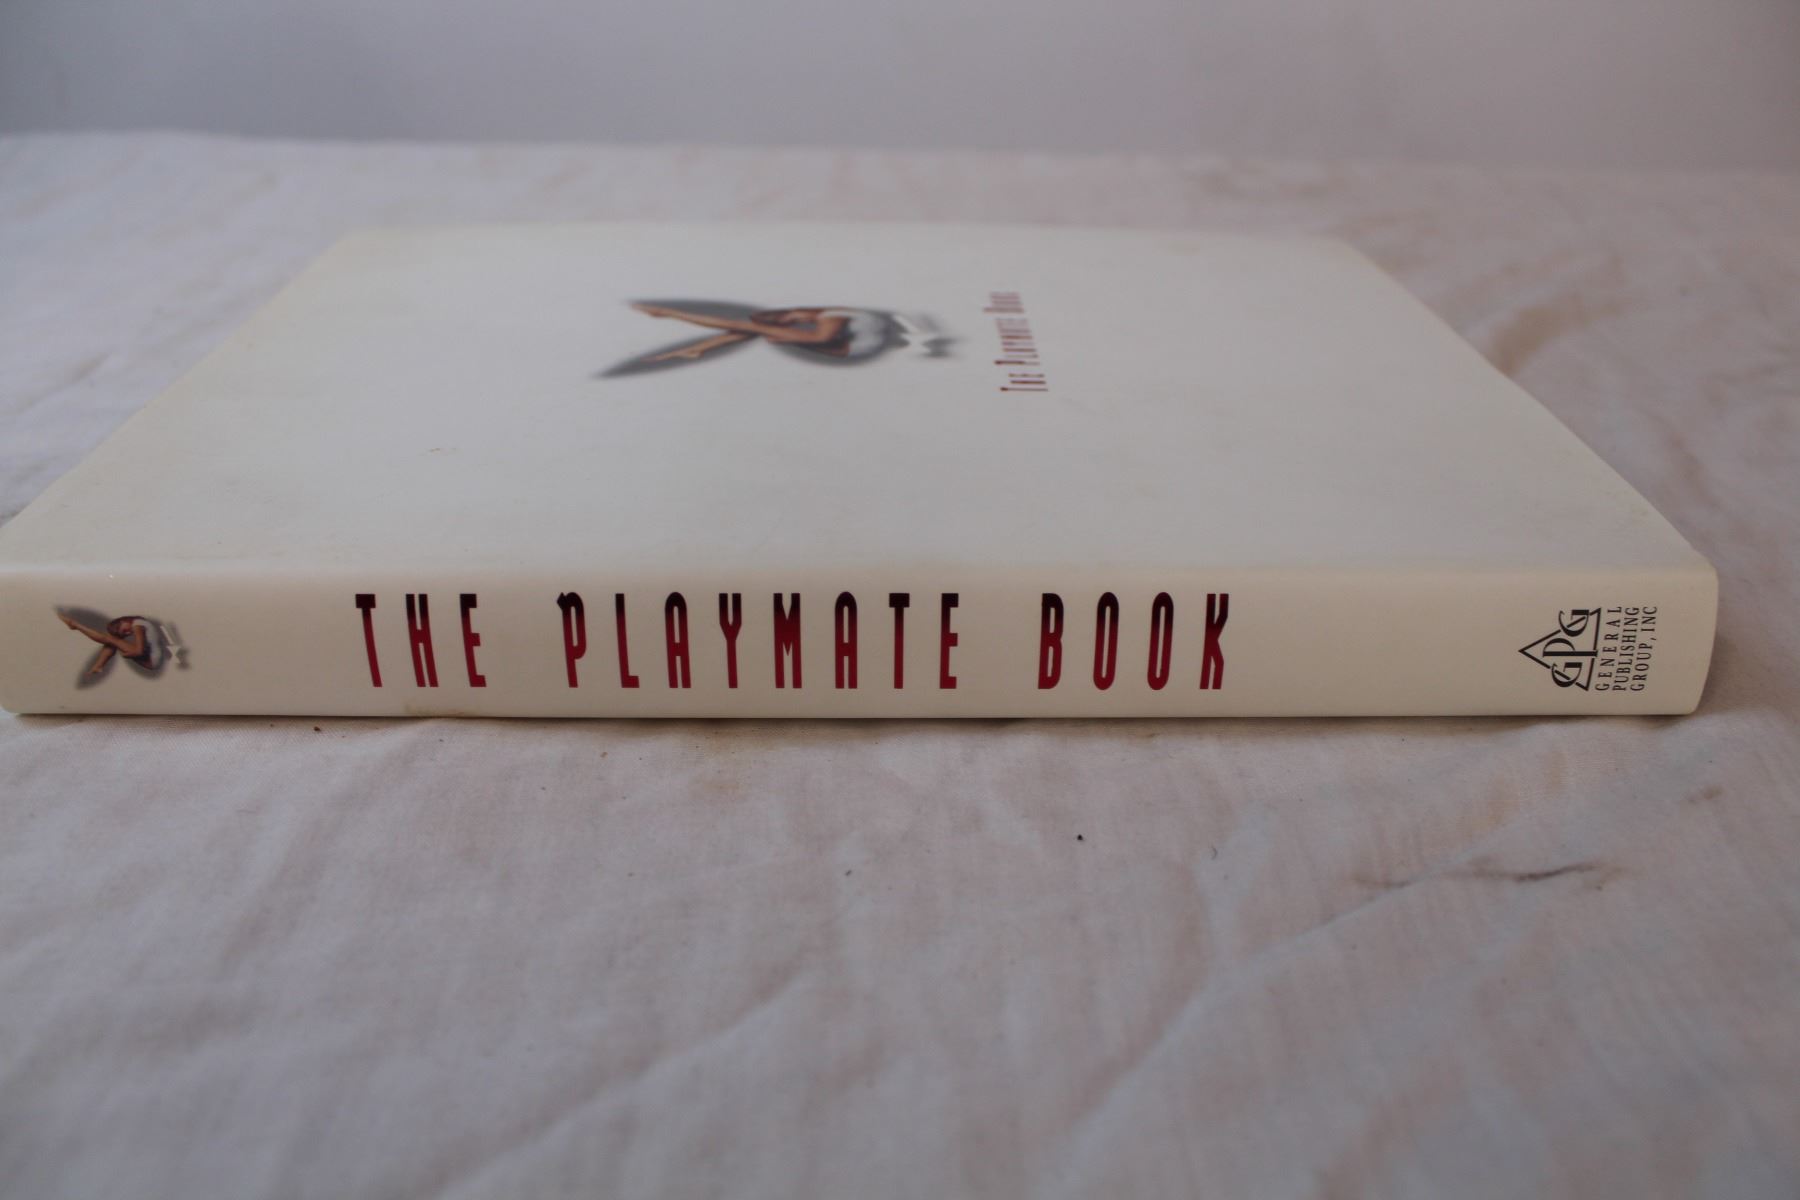 The Playmate Book
THE PLAYMATE BOOK
GPG
GENERAL
PUBLISHING
GROUP, INC